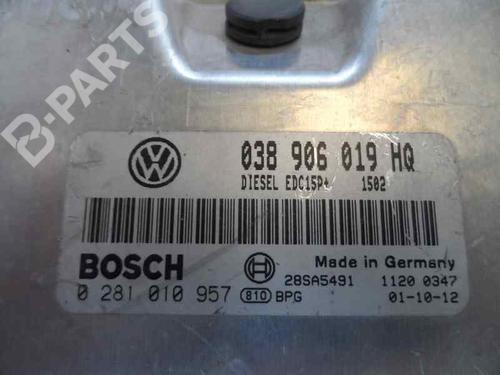 038 906 019 HQ
DIESEL EDC15P+ 1502
BOSCH
Made in Germany
0 281 010 957 810 BPG
28SA5491 1120 0347
01-10-12
B-PARTS